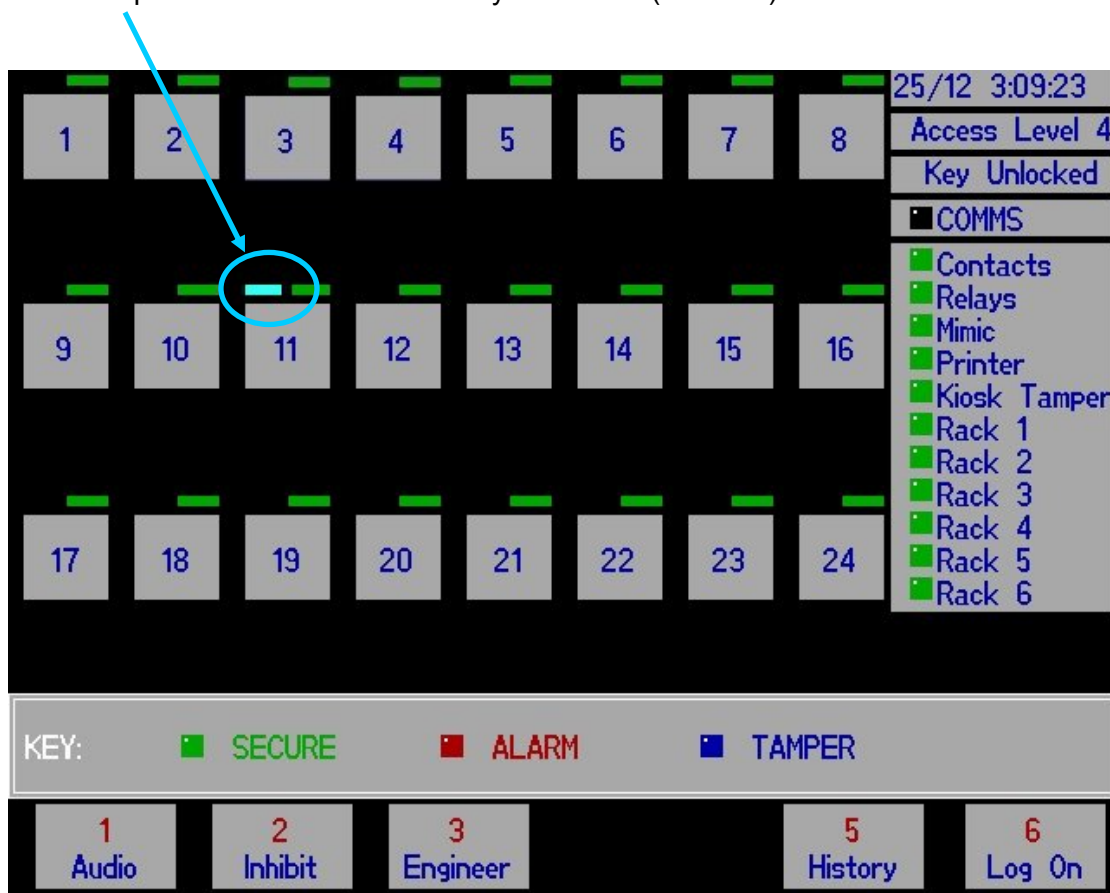 1 2 3 4 5 6 7 8
25/12 3:09:23
Access Level 4
Key Unlocked
COMMS
Contacts
Relays
Mimic
Printer
Kiosk Tamper
Rack 1
Rack 2
Rack 3
Rack 4
Rack 5
Rack 6
9 10 11 12 13 14 15 16
17 18 19 20 21 22 23 24
KEY: SECURE ALARM TAMPER
1 2 3 5 6
Audio Inhibit Engineer History Log On